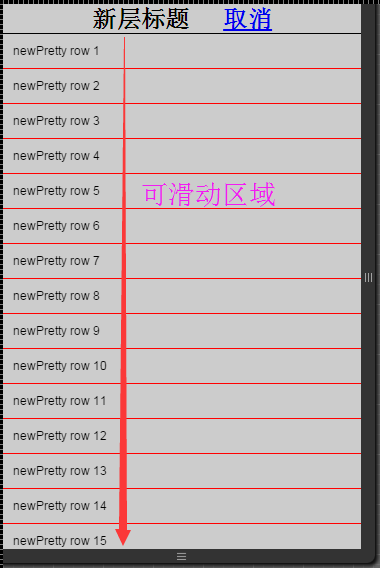 新层标题 取消
newPretty row 1
newPretty row 2
newPretty row 3
newPretty row 4
newPretty row 5
可滑动区域
newPretty row 6
newPretty row 7
newPretty row 8
newPretty row 9
newPretty row 10
newPretty row 11
newPretty row 12
newPretty row 13
newPretty row 14
newPretty row 15